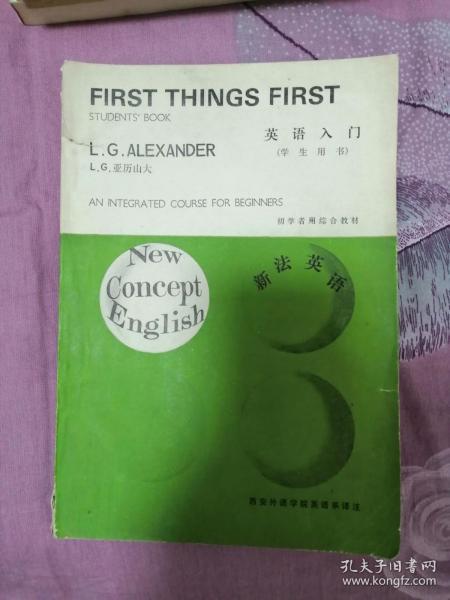 FIRST THINGS FIRST
STUDENTS' BOOK
英语入门
L.G.ALEXANDER
(学生用书)
L.G.亚历山大
AN INTEGRATED COURSE FOR BEGINNERS
初学者用综合教材
New
Concept
English
新法英语
西安外语学院英语系译注
孔夫子旧书网
www.kongfz.com